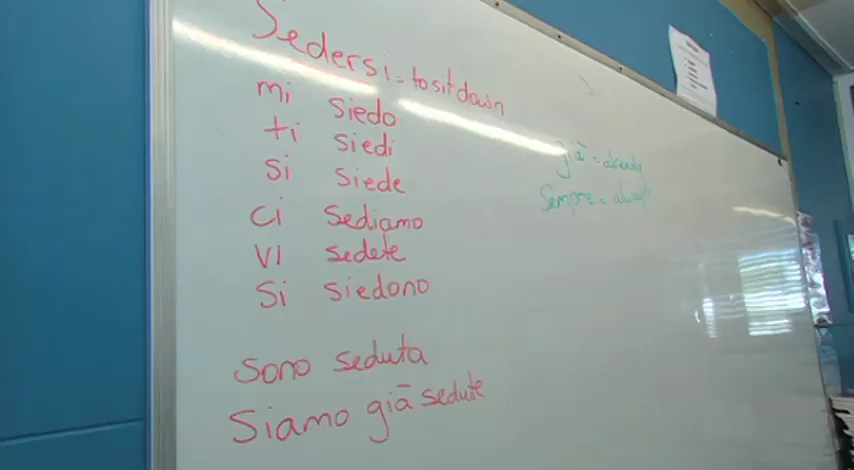 Sedersi = to sit down
mi siedo
ti siedi
si siede
ci sediamo
vi sedete
si siedono
sono seduta
Siamo già sedute
già = already
Sempre = always